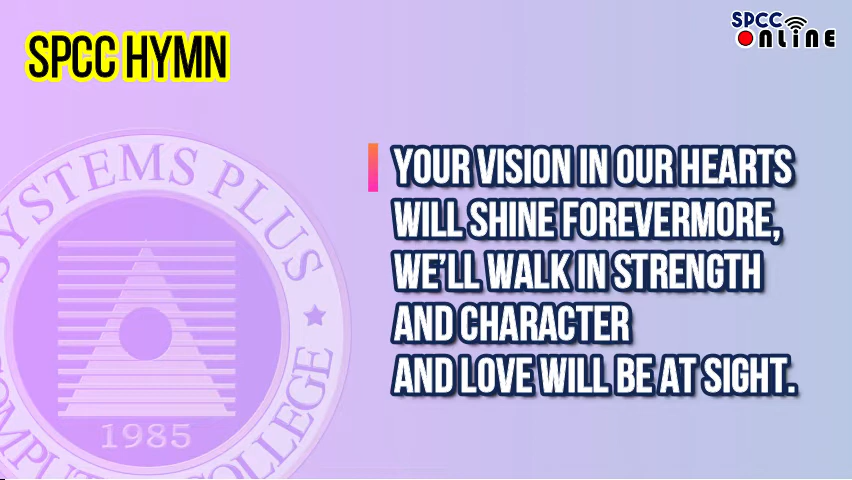 SPCC HYMN
SPCC
ONLINE
YOUR VISION IN OUR HEARTS
WILL SHINE FOREVERMORE,
WE'LL WALK IN STRENGTH
AND CHARACTER
AND LOVE WILL BE AT SIGHT.
SYSTEMS PLUS
COMPUTER COLLEGE
1985